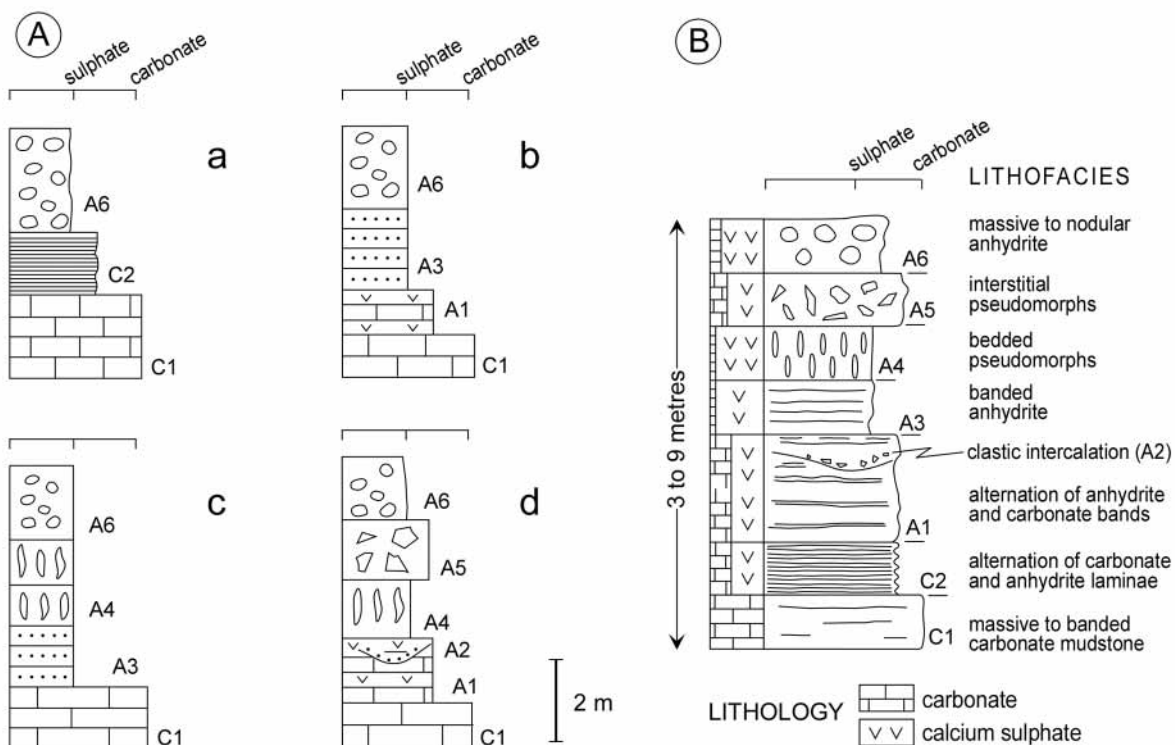 A
sulphate
carbonate
a
A6
C2
C1
sulphate
carbonate
b
A6
A3
A1
C1
c
A6
A4
A3
C1
d
A6
A5
A4
A2
A1
C1
2 m
B
sulphate
carbonate
LITHOFACIES
3 to 9 metres
A6
massive to nodular
anhydrite
A5
interstitial
pseudomorphs
A4
bedded
pseudomorphs
A3
banded
anhydrite
clastic intercalation (A2)
A1
alternation of anhydrite
and carbonate bands
C2
alternation of carbonate
and anhydrite laminae
C1
massive to banded
carbonate mudstone
LITHOLOGY
carbonate
calcium sulphate